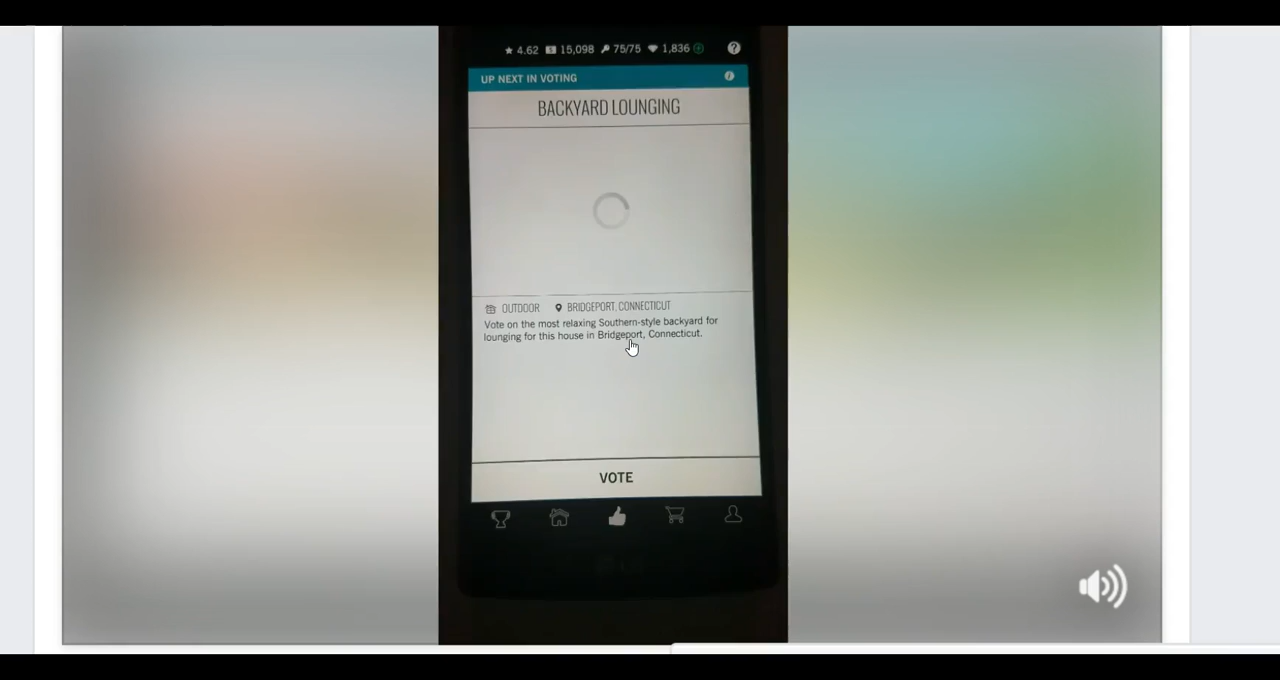 4.62 15,098 75/75 1,836 ?
UP NEXT IN VOTING
BACKYARD LOUNGING
OUTDOOR BRIDGEPORT, CONNECTICUT
Vote on the most relaxing Southern-style backyard for
lounging for this house in Bridgeport, Connecticut.
VOTE